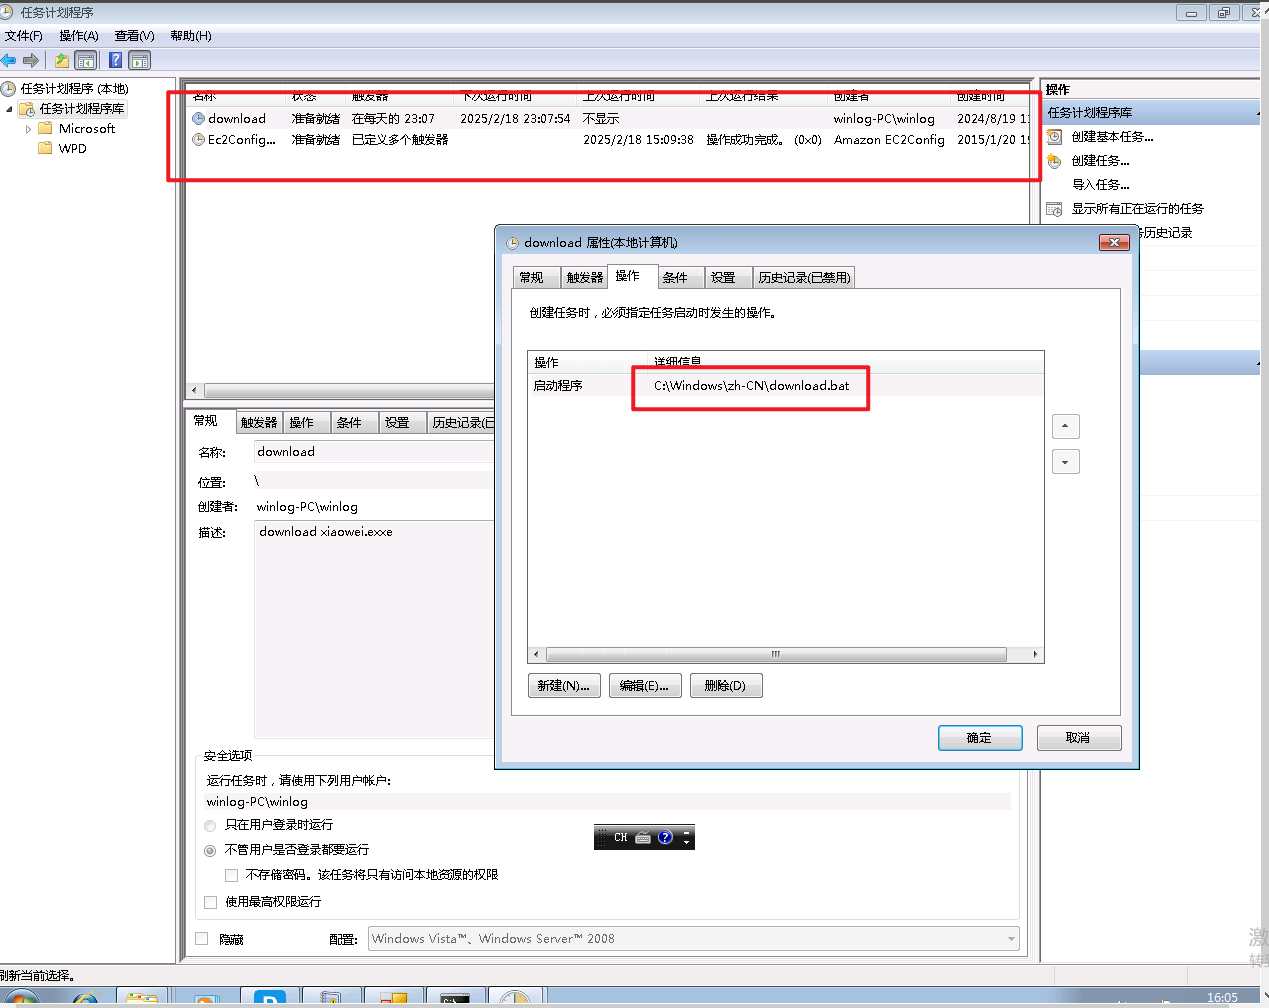 任务计划程序
文件(F) 操作(A) 查看(V) 帮助(H)
任务计划程序 (本地)
任务计划程序库
Microsoft
WPD
名称 状态 触发器 下次运行时间 上次运行时间 上次运行结果 创建者 创建时间
download 准备就绪 在每天的 23:07 2025/2/18 23:07:54 不显示 winlog-PC\winlog 2024/8/19 1
Ec2Config... 准备就绪 已定义多个触发器 2025/2/18 15:09:38 操作成功完成。 (0x0) Amazon EC2Config 2015/1/20 1
操作
任务计划程序库
创建基本任务...
创建任务...
导入任务...
显示所有正在运行的任务
历史记录
download 属性(本地计算机)
常规 触发器 操作 条件 设置 历史记录(已禁用)
创建任务时，必须指定任务启动时发生的操作。
操作 详细信息
启动程序 C:\Windows\zh-CN\download.bat
新建(N)... 编辑(E)... 删除(D)
确定 取消
常规 触发器 操作 条件 设置 历史记录(已
名称: download
位置: \
创建者: winlog-PC\winlog
描述: download xiaowei.exxe
安全选项
运行任务时，请使用下列用户帐户:
winlog-PC\winlog
只在用户登录时运行
不管用户是否登录都要运行
不存储密码。该任务将只有访问本地资源的权限
使用最高权限运行
隐藏 配置: Windows Vista™、Windows Server™ 2008
CH
激
转到
刷新当前选择。
16:05